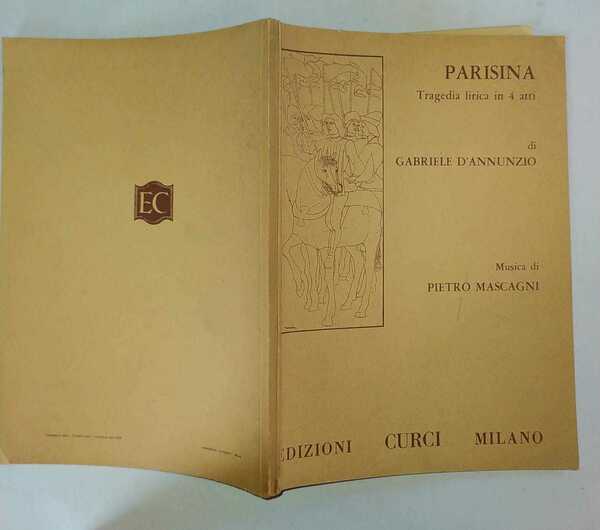 EC
PARISINA
Tragedia lirica in 4 atti
di
GABRIELE D'ANNUNZIO
Musica di
PIETRO MASCAGNI
EDIZIONI CURCI MILANO